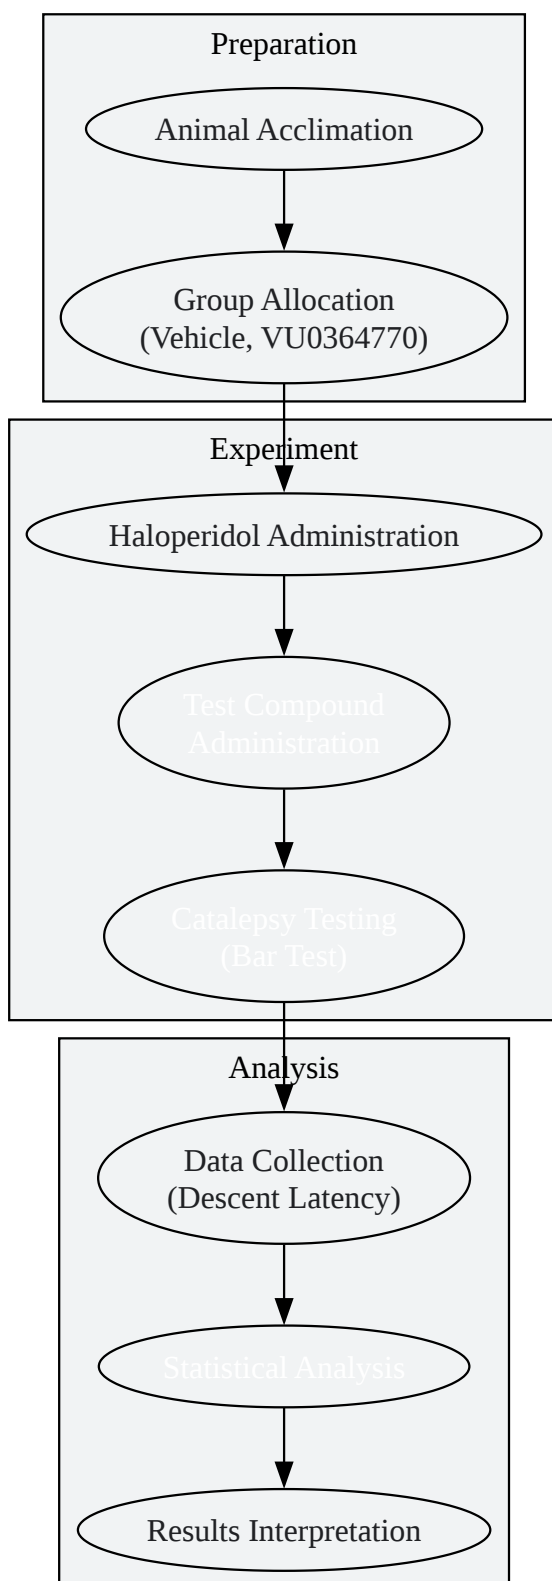 Preparation
Animal Acclimation
Group Allocation
(Vehicle, VU0364770)
Experiment
Haloperidol Administration
Test Compound
Administration
Catalepsy Testing
(Bar Test)
Analysis
Data Collection
(Descent Latency)
Statistical Analysis
Results Interpretation